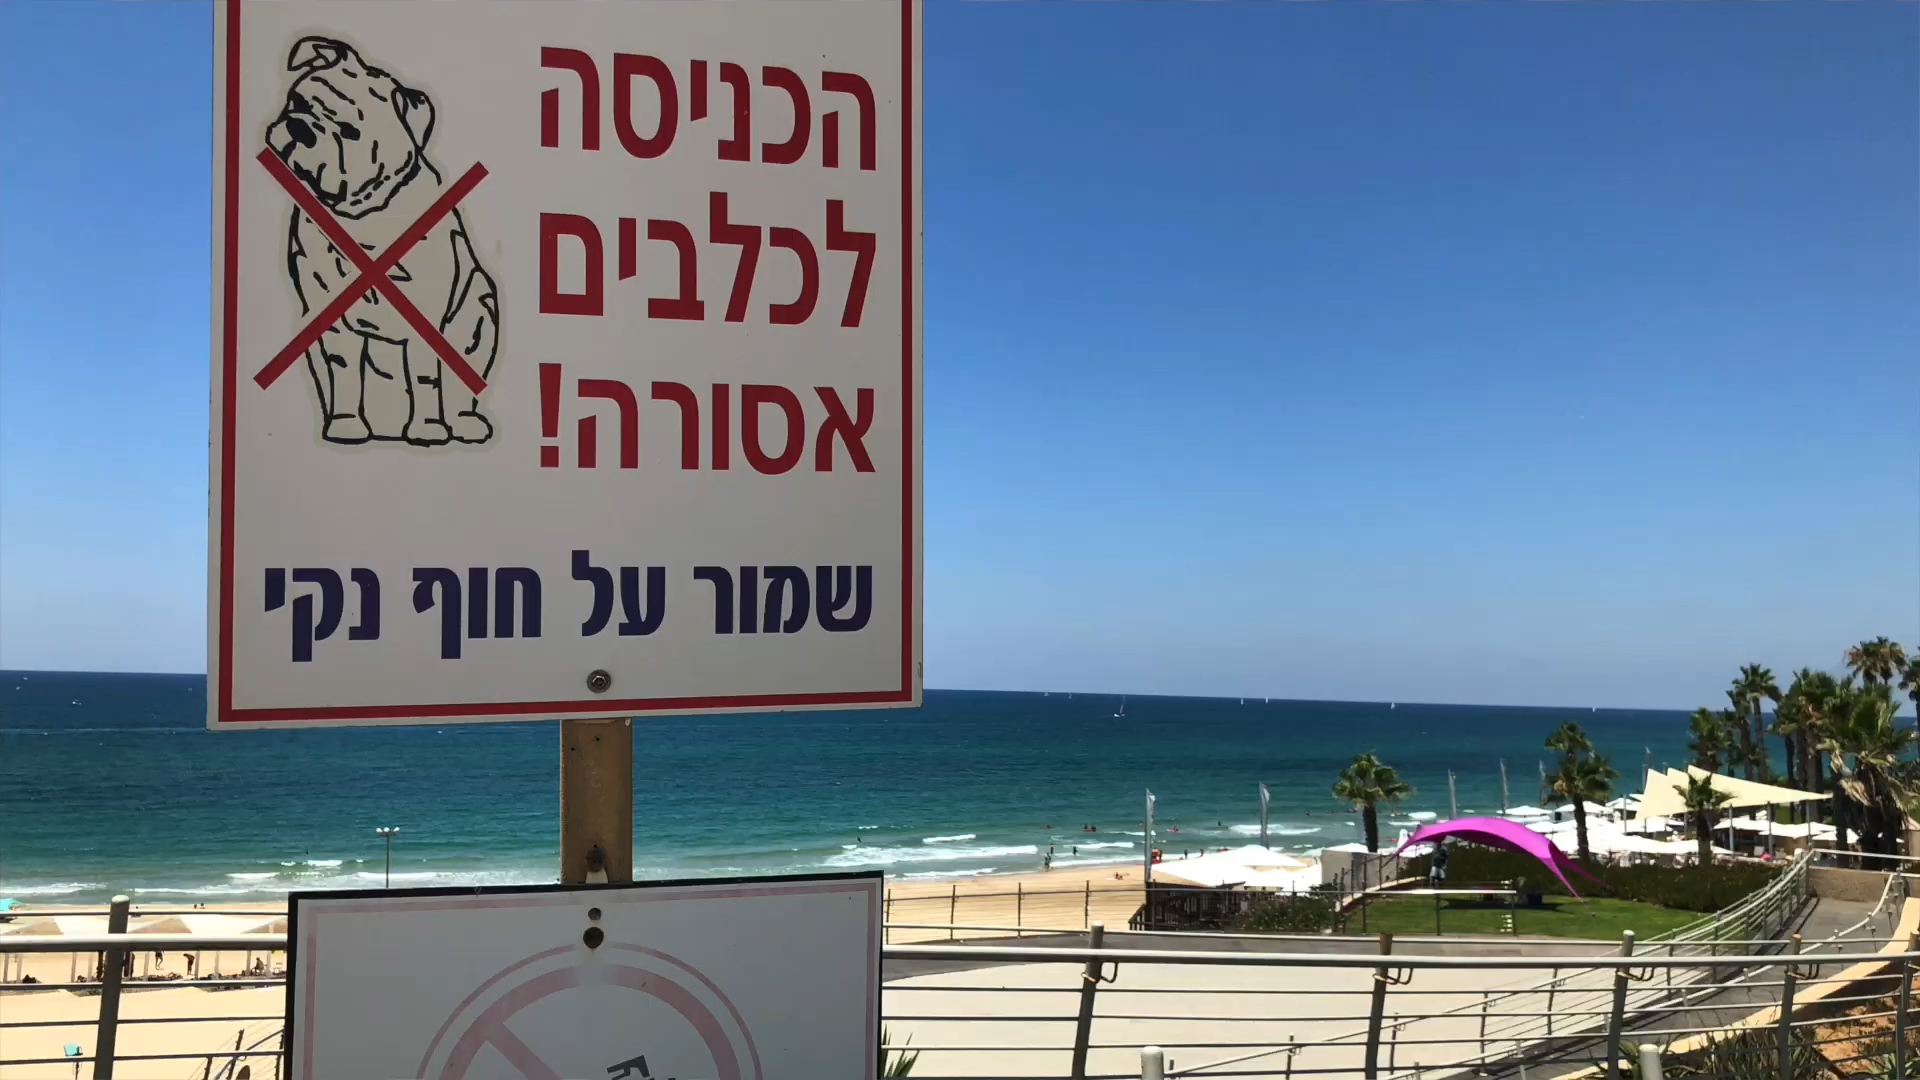 הכניסה
לכלבים
אסורה!
שמור על חוף נקי